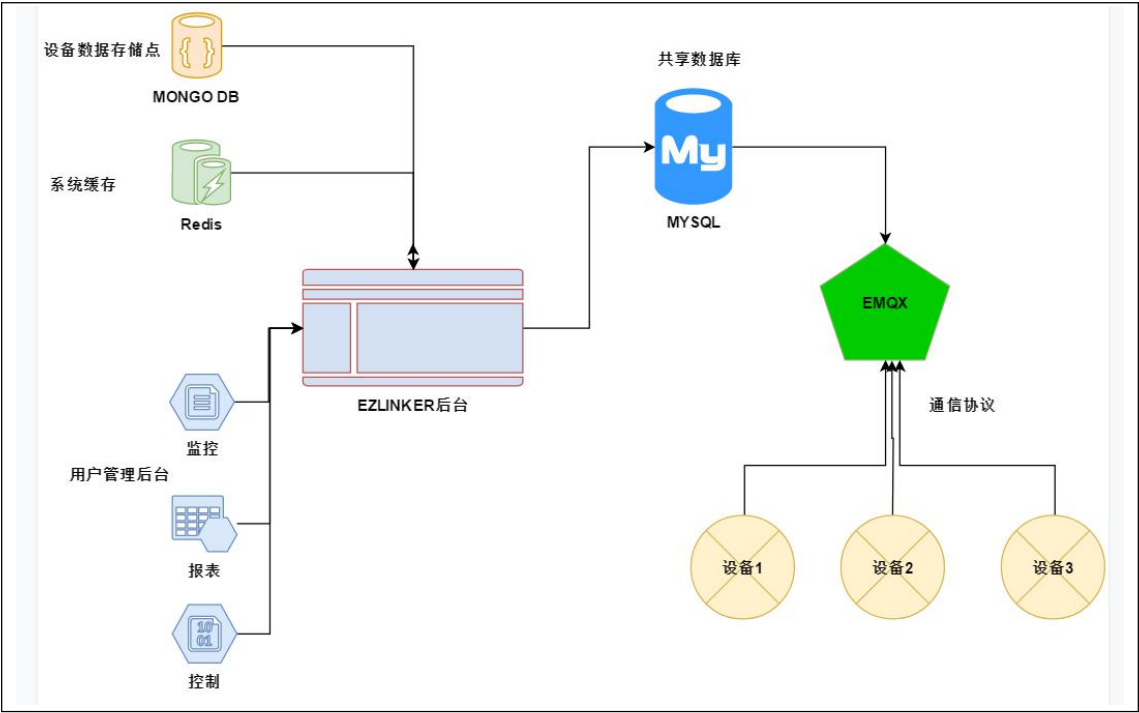 设备数据存储点
MONGO DB
系统缓存
Redis
共享数据库
My
MYSQL
EMQX
EZLINKER后台
通信协议
监控
用户管理后台
报表
10
01
控制
设备1
设备2
设备3